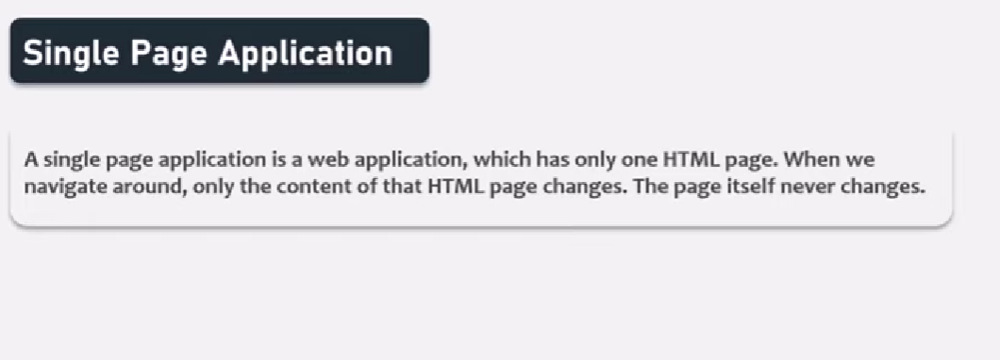 Single Page Application
A single page application is a web application, which has only one HTML page. When we
navigate around, only the content of that HTML page changes. The page itself never changes.